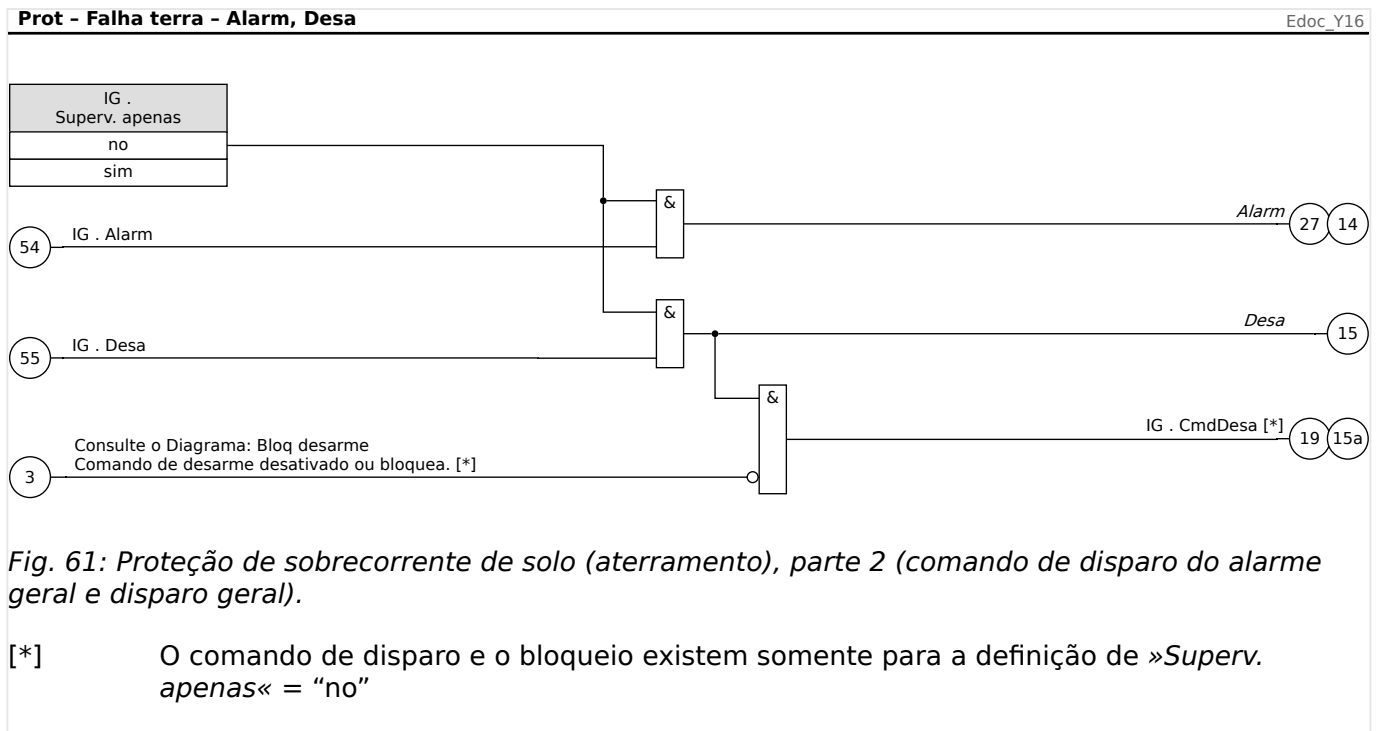 Prot – Falha terra – Alarm, Desa
Edoc_Y16
IG .
Superv. apenas
no
sim
&
Alarm
27
14
54
IG . Alarm
&
Desa
15
55
IG . Desa
&
IG . CmdDesa [*]
19
15a
Consulte o Diagrama: Bloq desarme
Comando de desarme desativado ou bloquea. [*]
3
Fig. 61: Proteção de sobrecorrente de solo (aterramento), parte 2 (comando de disparo do alarme
geral e disparo geral).
[*] O comando de disparo e o bloqueio existem somente para a definição de »Superv.
apenas« = “no”